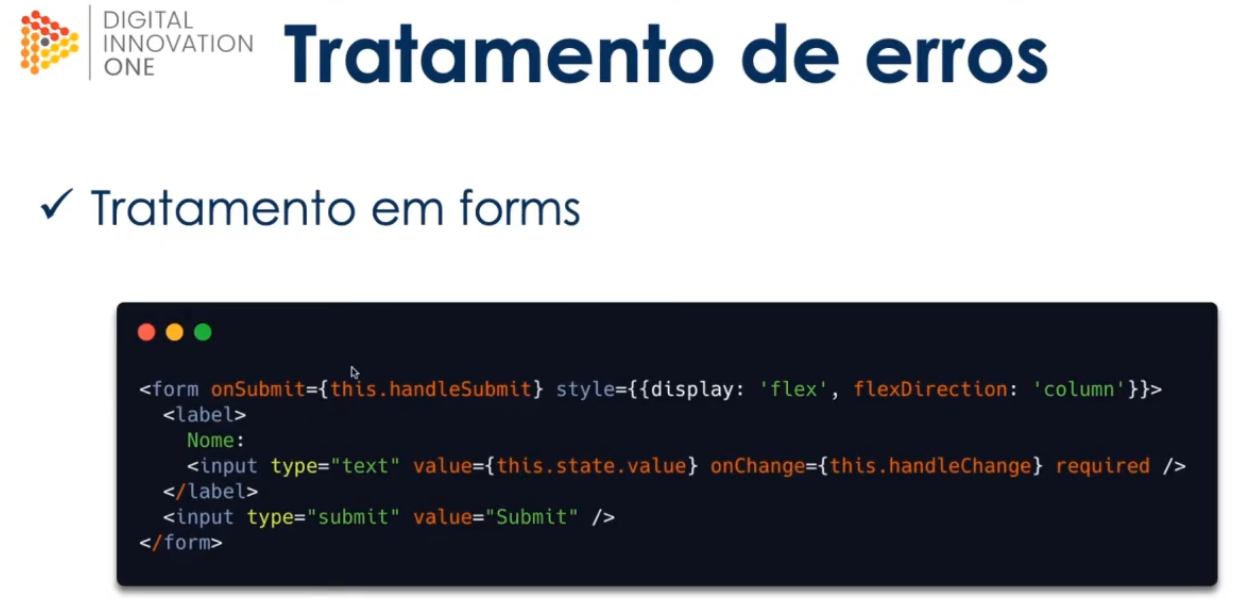 DIGITAL
INNOVATION
ONE
Tratamento de erros
✓ Tratamento em forms
<form onSubmit={this.handleSubmit} style={{display: 'flex', flexDirection: 'column'}}>
  <label>
    Nome:
    <input type="text" value={this.state.value} onChange={this.handleChange} required />
  </label>
  <input type="submit" value="Submit" />
</form>